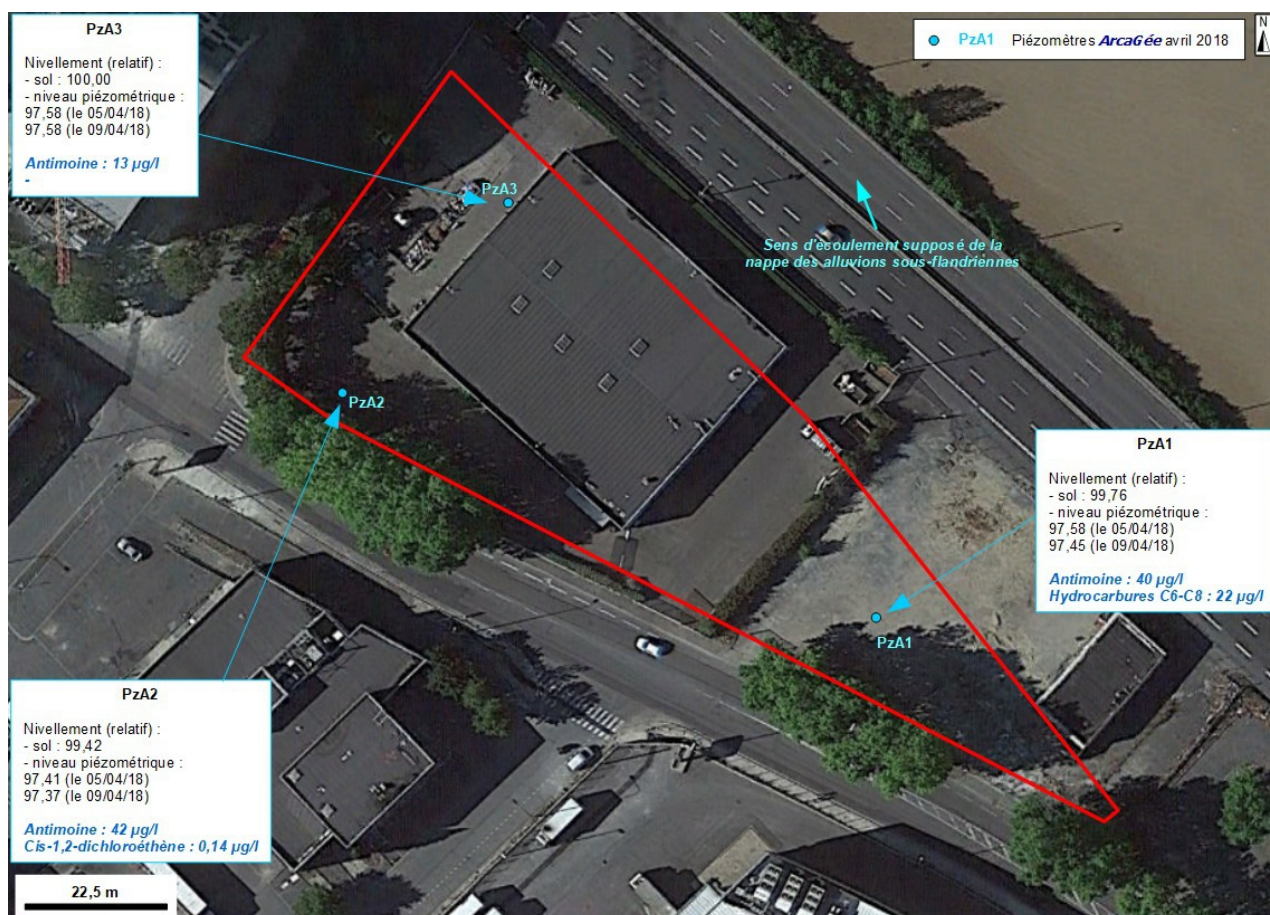 PzA3
Nivellement (relatif) :
- sol : 100,00
- niveau piézométrique :
97,58 (le 05/04/18)
97,58 (le 09/04/18)
Antimoine : 13 µg/l
-
PzA1 Piézomètres ArcaGée avril 2018
N
PzA3
Sens d'écoulement supposé de la
nappe des alluvions sous-flandriennes
PzA2
PzA1
Nivellement (relatif) :
- sol : 99,76
- niveau piézométrique :
97,58 (le 05/04/18)
97,45 (le 09/04/18)
Antimoine : 40 µg/l
Hydrocarbures C6-C8 : 22 µg/l
PzA1
PzA2
Nivellement (relatif) :
- sol : 99,42
- niveau piézométrique :
97,41 (le 05/04/18)
97,37 (le 09/04/18)
Antimoine : 42 µg/l
Cis-1,2-dichloroéthène : 0,14 µg/l
22,5 m